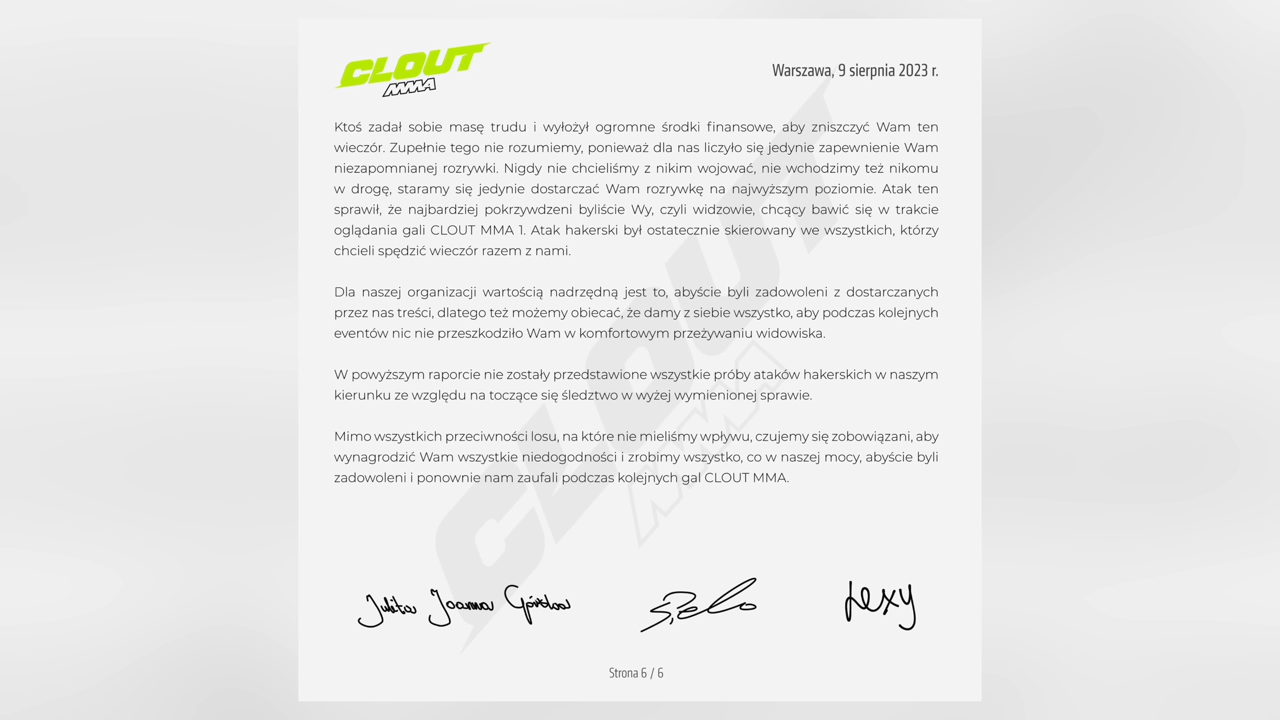 CLOUT
MMA
Warszawa, 9 sierpnia 2023 r.
Ktoś zadał sobie masę trudu i wyłożył ogromne środki finansowe, aby zniszczyć Wam ten
wieczór. Zupełnie tego nie rozumiemy, ponieważ dla nas liczyło się jedynie zapewnienie Wam
niezapomnianej rozrywki. Nigdy nie chcieliśmy z nikim wojować, nie wchodzimy też nikomu
w drogę, staramy się jedynie dostarczać Wam rozrywkę na najwyższym poziomie. Atak ten
sprawił, że najbardziej pokrzywdzeni byliście Wy, czyli widzowie, chcący bawić się w trakcie
oglądania gali CLOUT MMA 1. Atak hakerski był ostatecznie skierowany we wszystkich, którzy
chcieli spędzić wieczór razem z nami.
Dla naszej organizacji wartością nadrzędną jest to, abyście byli zadowoleni z dostarczanych
przez nas treści, dlatego też możemy obiecać, że damy z siebie wszystko, aby podczas kolejnych
eventów nic nie przeszkodziło Wam w komfortowym przeżywaniu widowiska.
W powyższym raporcie nie zostały przedstawione wszystkie próby ataków hakerskich w naszym
kierunku ze względu na toczące się śledztwo w wyżej wymienionej sprawie.
Mimo wszystkich przeciwności losu, na które nie mieliśmy wpływu, czujemy się zobowiązani, aby
wynagrodzić Wam wszystkie niedogodności i zrobimy wszystko, co w naszej mocy, abyście byli
zadowoleni i ponownie nam zaufali podczas kolejnych gal CLOUT MMA.
CLOUT
MMA
Julita Joanna
Lexy
Strona 6 / 6